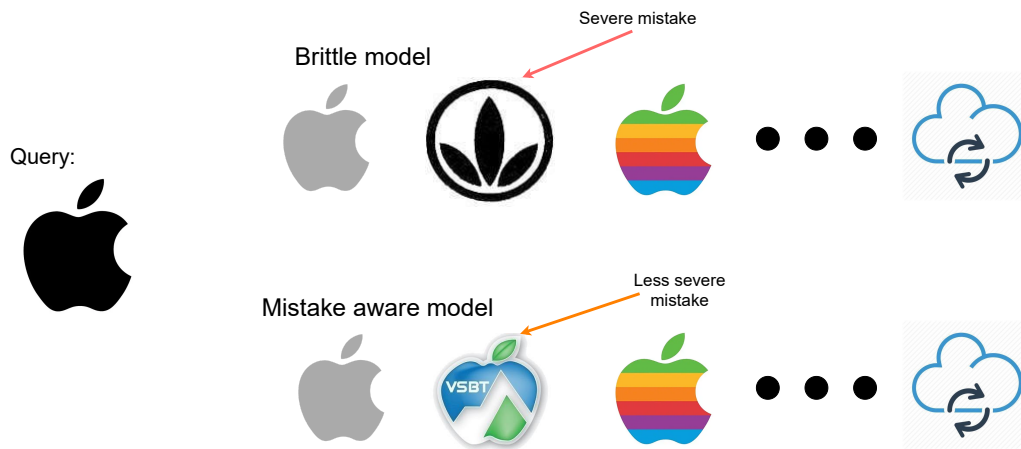 Severe mistake
Brittle model
Query:
Less severe
mistake
Mistake aware model
VSBT